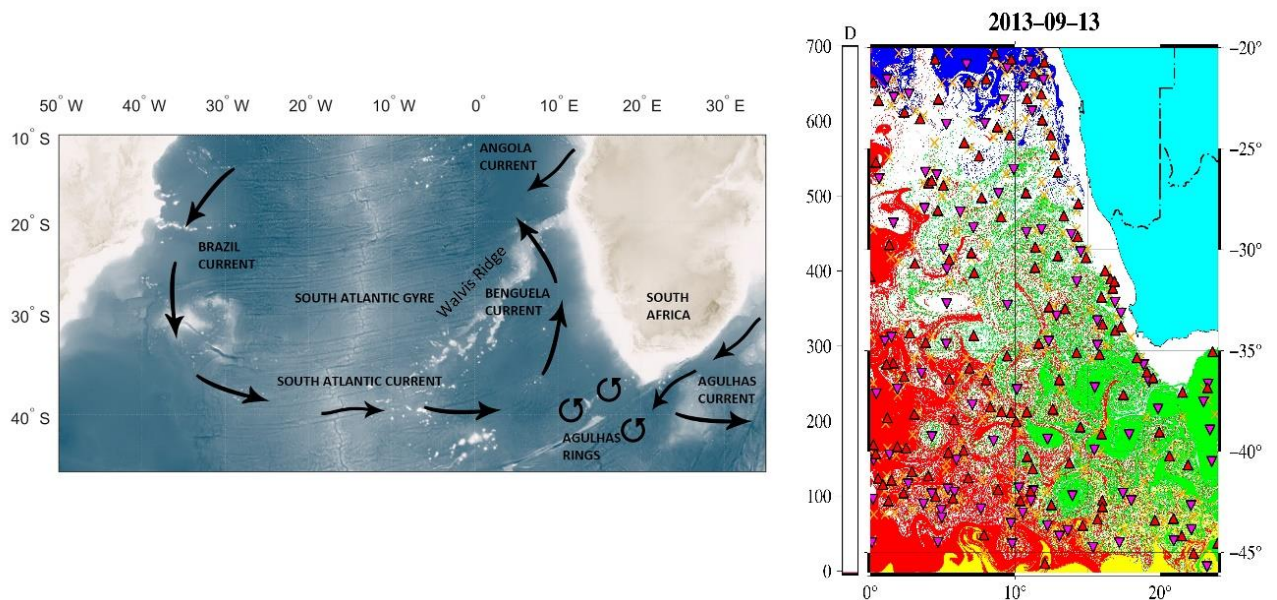 50° W 40° W 30° W 20° W 10° W 0° 10° E 20° E 30° E
10° S
20° S
30° S
40° S
ANGOLA
CURRENT
BRAZIL
CURRENT
Walvis Ridge
SOUTH ATLANTIC GYRE
BENGUELA
CURRENT
SOUTH
AFRICA
SOUTH ATLANTIC CURRENT
AGULHAS
CURRENT
AGULHAS
RINGS
2013-09-13
D
700
600
500
400
300
200
100
0
-20°
-25°
-30°
-35°
-40°
-45°
0° 10° 20°